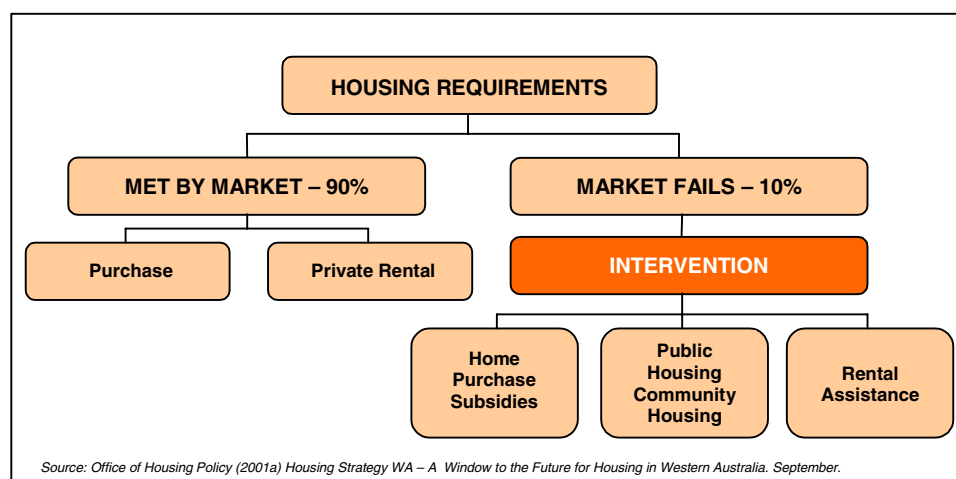 HOUSING REQUIREMENTS
MET BY MARKET – 90%
MARKET FAILS – 10%
Purchase
Private Rental
INTERVENTION
Home
Purchase
Subsidies
Public
Housing
Community
Housing
Rental
Assistance
Source: Office of Housing Policy (2001a) Housing Strategy WA – A Window to the Future for Housing in Western Australia. September.